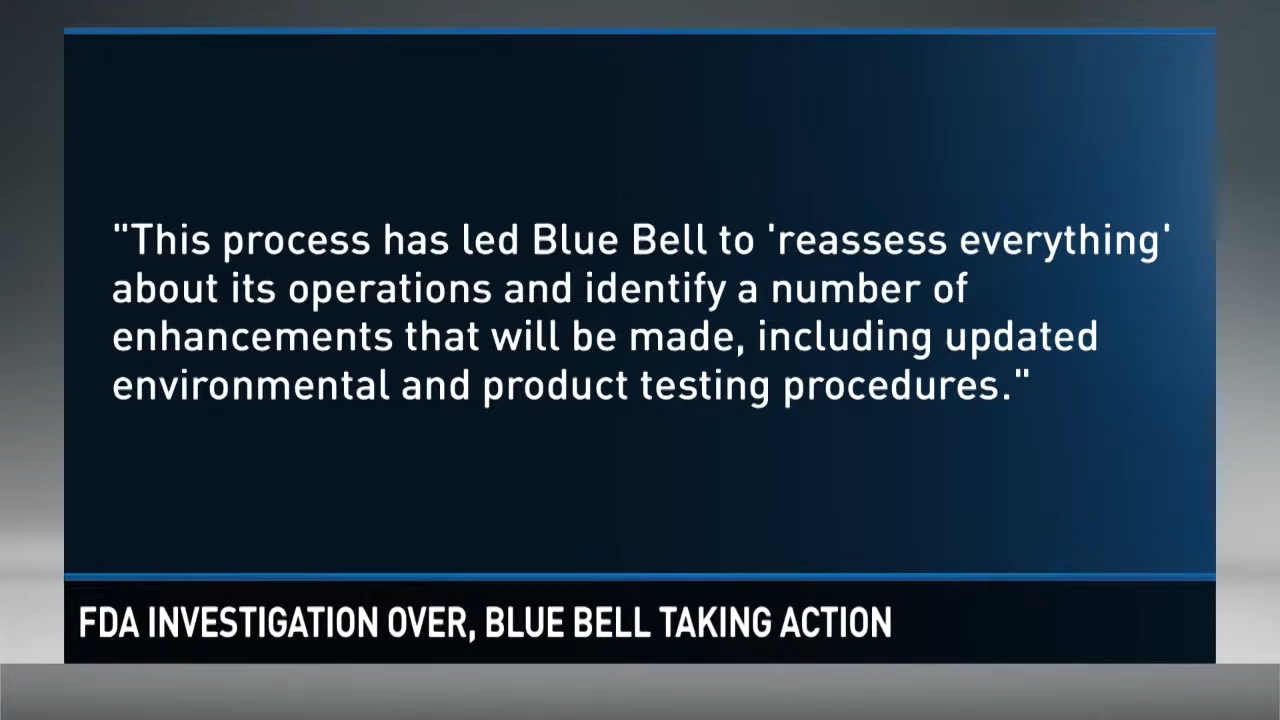 "This process has led Blue Bell to 'reassess everything'
about its operations and identify a number of
enhancements that will be made, including updated
environmental and product testing procedures."
FDA INVESTIGATION OVER, BLUE BELL TAKING ACTION